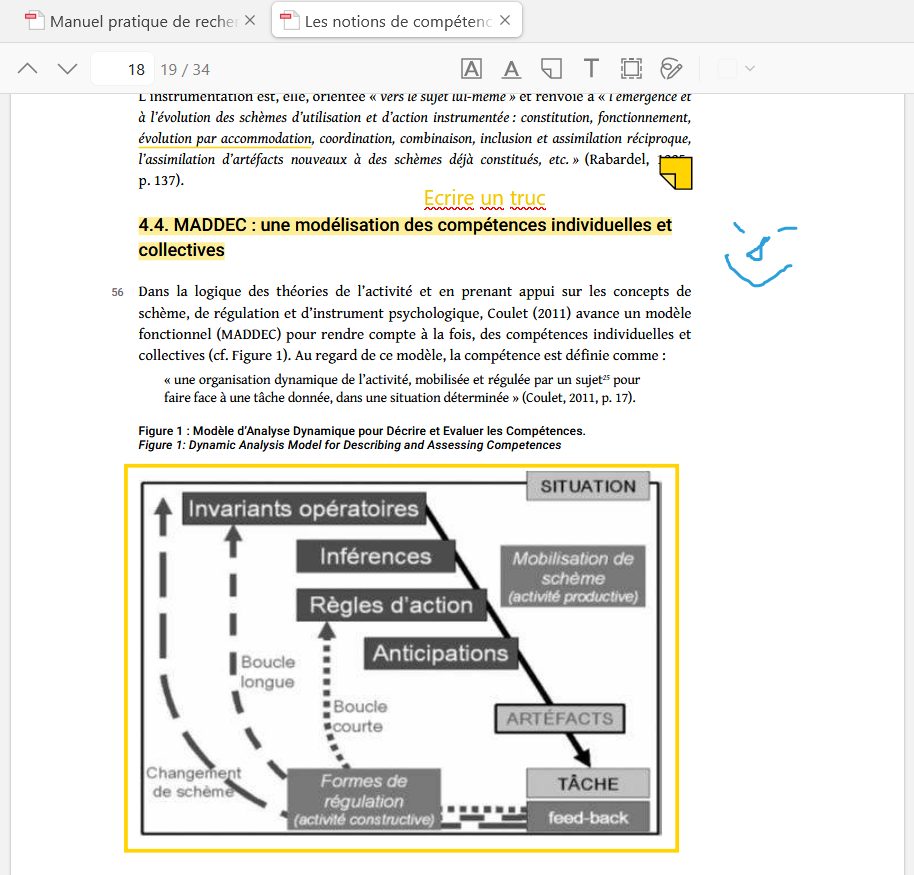 Manuel pratique de recher
Les notions de compétenc
18
19 / 34
L'instrumentation est, elle, orientée « vers le sujet lui-même » et renvoie à « l'émergence et
à l'évolution des schèmes d'utilisation et d'action instrumentée : constitution, fonctionnement,
évolution par accommodation, coordination, combinaison, inclusion et assimilation réciproque,
l'assimilation d'artéfacts nouveaux à des schèmes déjà constitués, etc. » (Rabardel,
p. 137).
Ecrire un truc
4.4. MADDEC : une modélisation des compétences individuelles et
collectives
56
Dans la logique des théories de l'activité et en prenant appui sur les concepts de
schème, de régulation et d'instrument psychologique, Coulet (2011) avance un modèle
fonctionnel (MADDEC) pour rendre compte à la fois, des compétences individuelles et
collectives (cf. Figure 1). Au regard de ce modèle, la compétence est définie comme :
« une organisation dynamique de l'activité, mobilisée et régulée par un sujet25 pour
faire face à une tâche donnée, dans une situation déterminée » (Coulet, 2011, p. 17).
Figure 1 : Modèle d'Analyse Dynamique pour Décrire et Evaluer les Compétences.
Figure 1: Dynamic Analysis Model for Describing and Assessing Competences
SITUATION
Invariants opératoires
Inférences
Mobilisation de
schème
(activité productive)
Règles d'action
Anticipations
Boucle
longue
Boucle
courte
ARTÉFACTS
Changement
de schème
Formes de
régulation
(activité constructive)
TÂCHE
feed-back